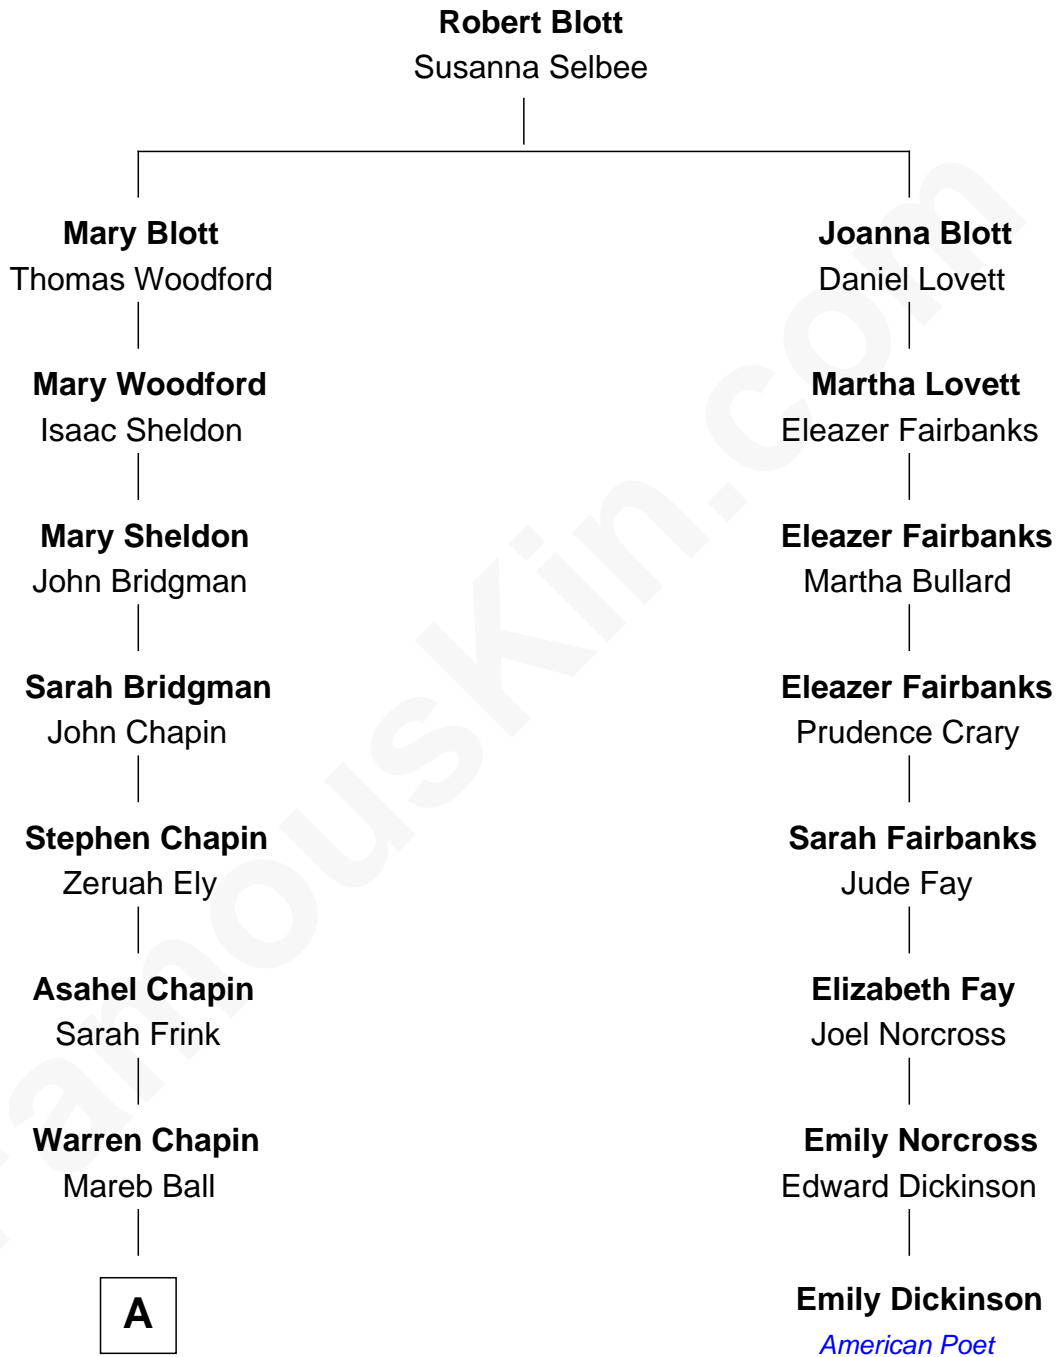 Robert Blott
Susanna Selbee
Mary Blott
Thomas Woodford
Joanna Blott
Daniel Lovett
Mary Woodford
Isaac Sheldon
Martha Lovett
Eleazer Fairbanks
Mary Sheldon
John Bridgman
Eleazer Fairbanks
Martha Bullard
Sarah Bridgman
John Chapin
Eleazer Fairbanks
Prudence Crary
Stephen Chapin
Zeruah Ely
Sarah Fairbanks
Jude Fay
Asahel Chapin
Sarah Frink
Elizabeth Fay
Joel Norcross
Warren Chapin
Mareb Ball
Emily Norcross
Edward Dickinson
A
Emily Dickinson
American Poet
FamousKin.com